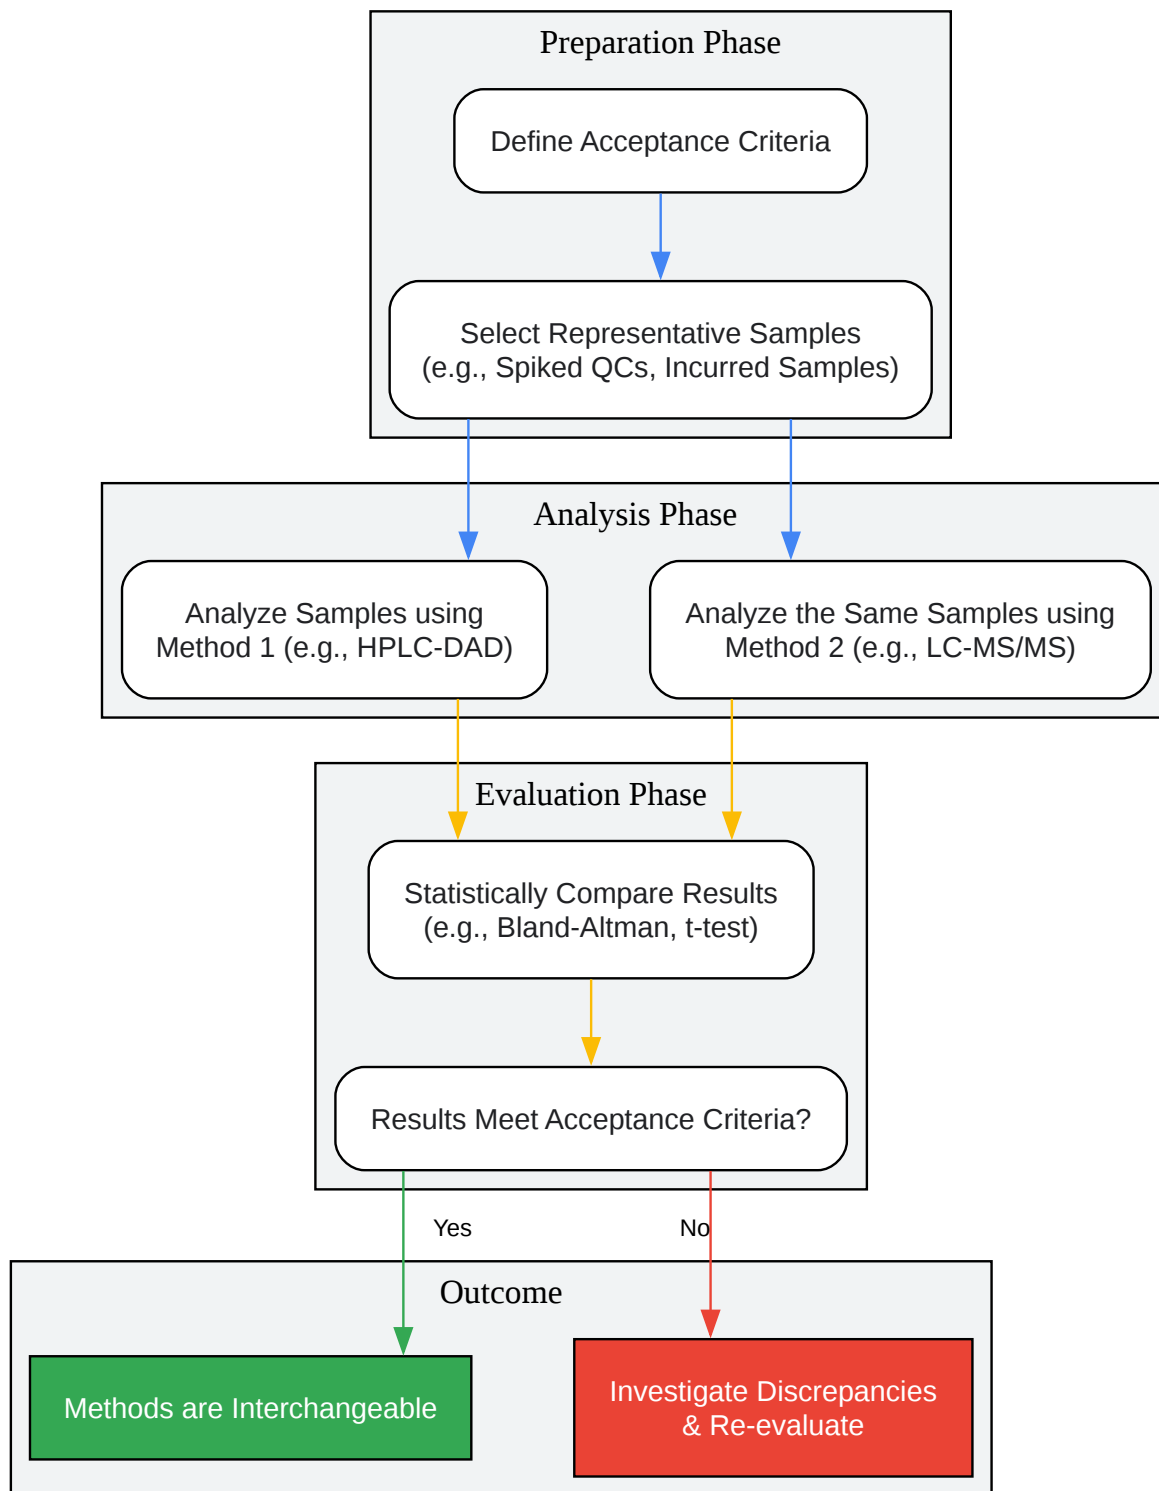 Preparation Phase
Define Acceptance Criteria
Select Representative Samples
(e.g., Spiked QCs, Incurred Samples)
Analysis Phase
Analyze Samples using
Method 1 (e.g., HPLC-DAD)
Analyze the Same Samples using
Method 2 (e.g., LC-MS/MS)
Evaluation Phase
Statistically Compare Results
(e.g., Bland-Altman, t-test)
Results Meet Acceptance Criteria?
Yes
No
Outcome
Methods are Interchangeable
Investigate Discrepancies
& Re-evaluate